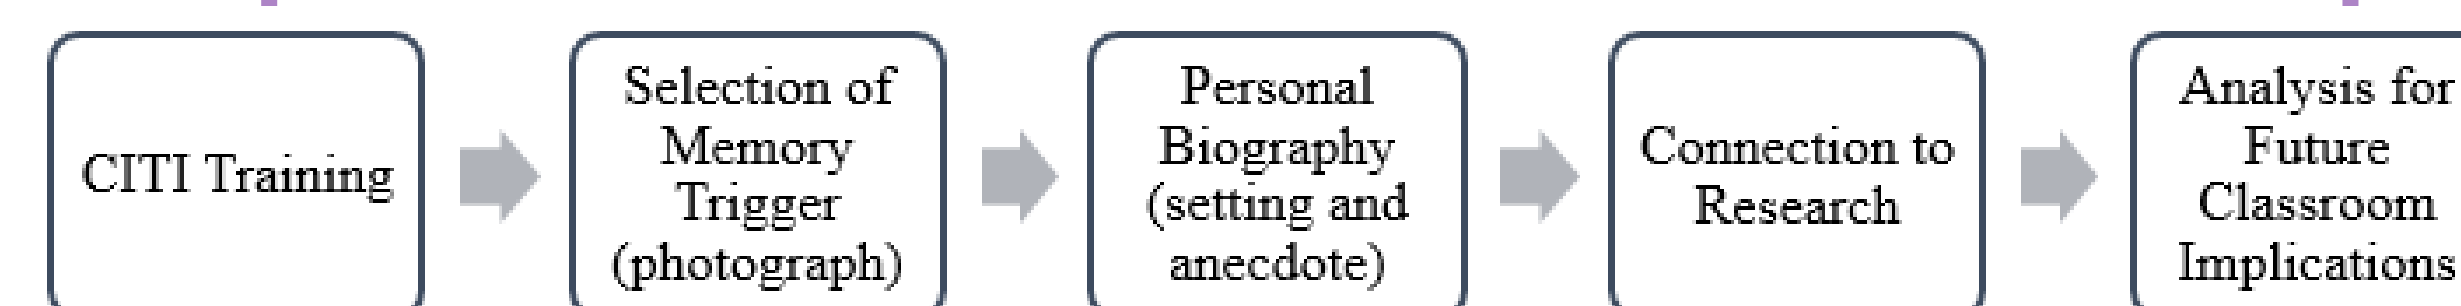 CITI Training
Selection of
Memory
Trigger
(photograph)
Personal
Biography
(setting and
anecdote)
Connection to
Research
Analysis for
Future
Classroom
Implications